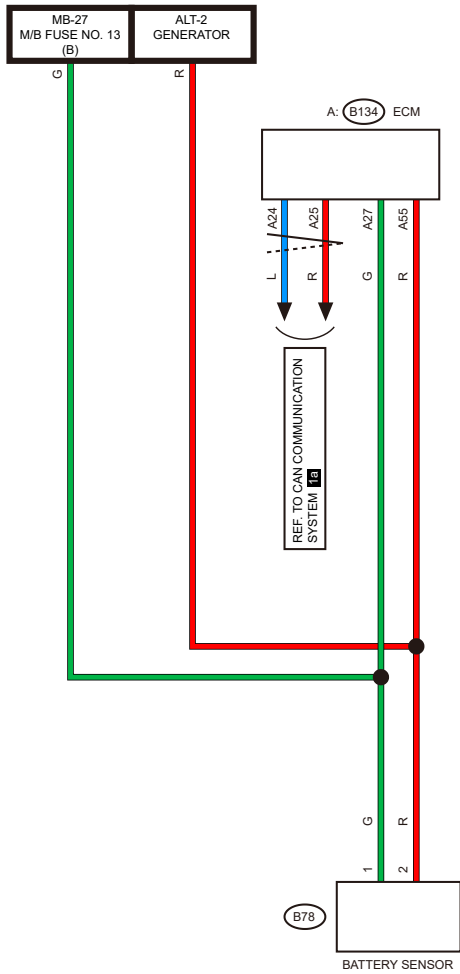 MB-27
M/B FUSE NO. 13
(B)
ALT-2
GENERATOR
G
R
A: B134 ECM
A24
A25
A27
A55
L
R
G
R
REF. TO CAN COMMUNICATION
SYSTEM 1a
G
R
1
2
B78
BATTERY SENSOR